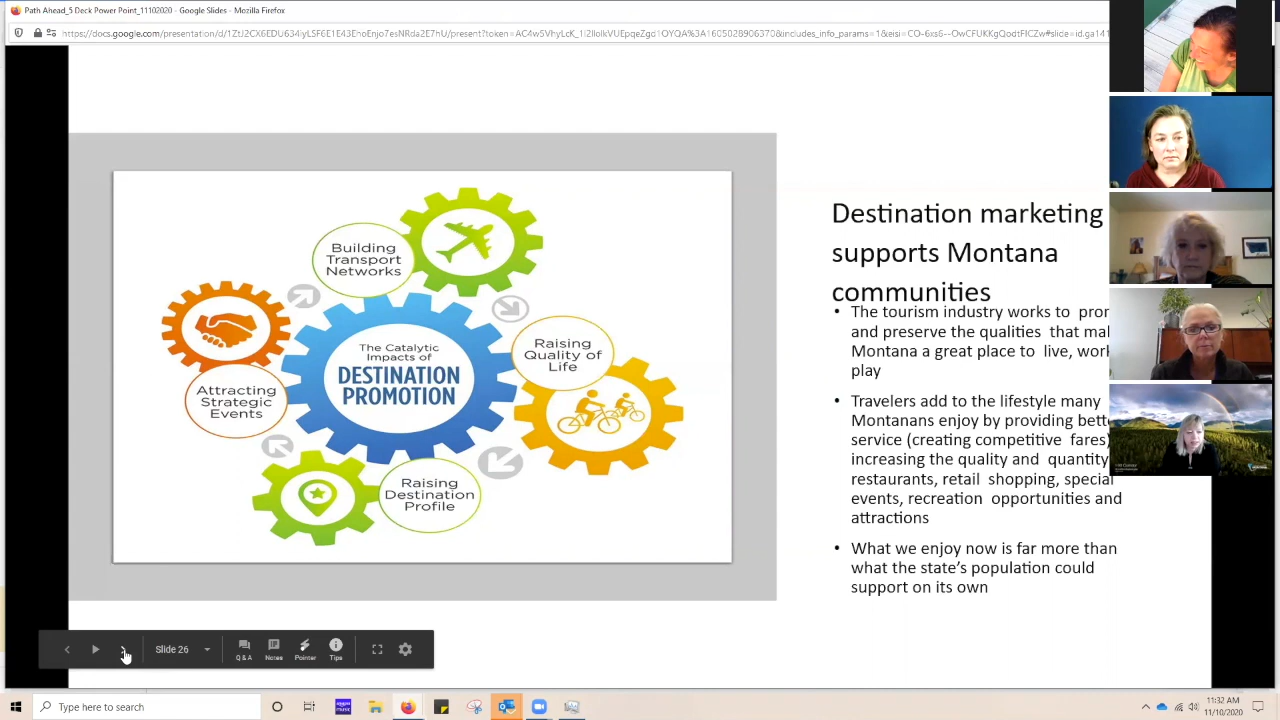 Path Ahead_5 Deck Power Point_11102020 - Google Slides - Mozilla Firefox
Building
Transport
Networks
The Catalytic
Impacts of
DESTINATION
PROMOTION
Raising
Quality of
Life
Attracting
Strategic
Events
Raising
Destination
Profile
Destination marketing
supports Montana
communities
• The tourism industry works to
and preserve the qualities that
Montana a great place to live,
play
• Travelers add to the lifestyle many
Montanans enjoy by providing
service (creating competitive fares)
increasing the quality and quantity
restaurants, retail shopping, special
events, recreation opportunities and
attractions
• What we enjoy now is far more than
what the state's population could
support on its own
Slide 26
Q & A
Notes
Pointer
Tips
Type here to search
11:32 AM
11/10/2020